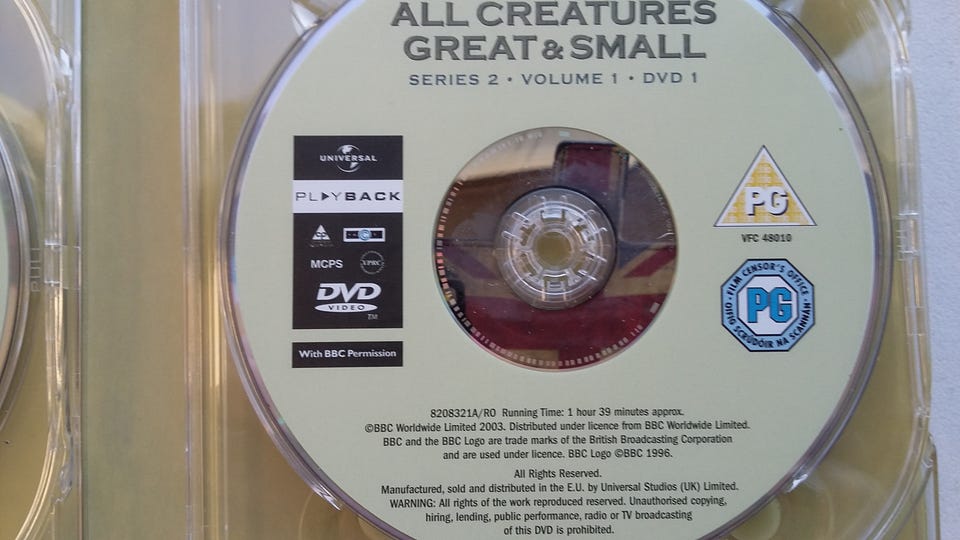 ALL CREATURES
GREAT & SMALL
SERIES 2 • VOLUME 1 • DVD 1
UNIVERSAL
PLAYBACK
MCPS
VPRC
DVD
VIDEO
TM
With BBC Permission
PG
VFC 48010
FILM CENSOR'S OFFICE
PG
OIFIG SCRÚDÓIR NA SCANNÁN
8208321A/RO Running Time: 1 hour 39 minutes approx.
©BBC Worldwide Limited 2003. Distributed under licence from BBC Worldwide Limited.
BBC and the BBC Logo are trade marks of the British Broadcasting Corporation
and are used under licence. BBC Logo ©BBC 1996.
All Rights Reserved.
Manufactured, sold and distributed in the E.U. by Universal Studios (UK) Limited.
WARNING: All rights of the work reproduced reserved. Unauthorised copying,
hiring, lending, public performance, radio or TV broadcasting
of this DVD is prohibited.